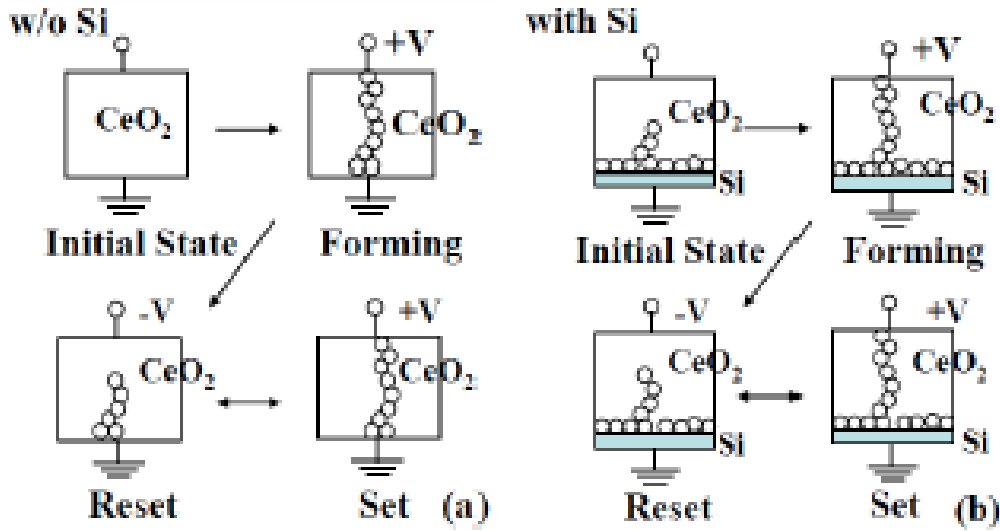 w/o Si
+V
CeO₂
CeO₂
Initial State
Forming
-V
+V
CeO₂
CeO₂
Reset
Set
(a)
with Si
+V
CeO₂
CeO₂
Si
Si
Initial State
Forming
-V
+V
CeO₂
CeO₂
Si
Si
Reset
Set
(b)